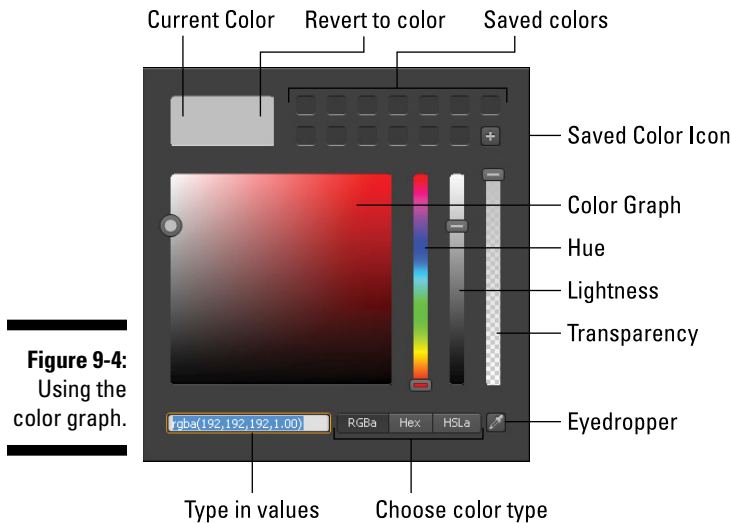 Current Color Revert to color Saved colors
Saved Color Icon
Color Graph
Hue
Lightness
Transparency
Figure 9-4:
Using the
color graph.
rgba(192,192,192,1.00) RGBa Hex HSLa
Eyedropper
Type in values Choose color type